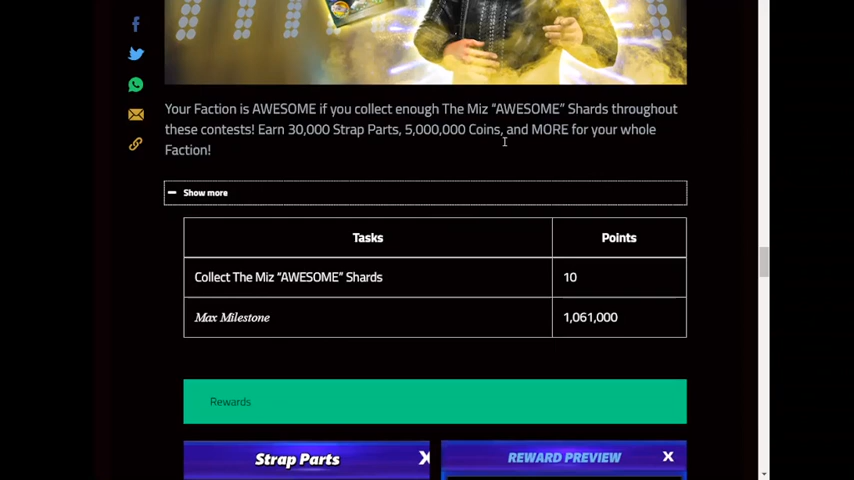 Your Faction is AWESOME if you collect enough The Miz “AWESOME” Shards throughout
these contests! Earn 30,000 Strap Parts, 5,000,000 Coins, and MORE for your whole
Faction!
Show more
Tasks Points
Collect The Miz “AWESOME” Shards 10
Max Milestone 1,061,000
Rewards
Strap Parts X REWARD PREVIEW X